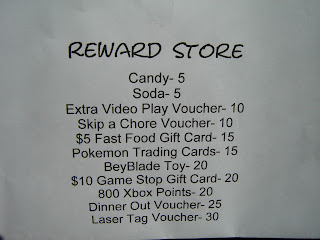 REWARD STORE
Candy- 5
Soda- 5
Extra Video Play Voucher- 10
Skip a Chore Voucher- 10
$5 Fast Food Gift Card- 15
Pokemon Trading Cards- 15
BeyBlade Toy- 20
$10 Game Stop Gift Card- 20
800 Xbox Points- 20
Dinner Out Voucher- 25
Laser Tag Voucher- 30